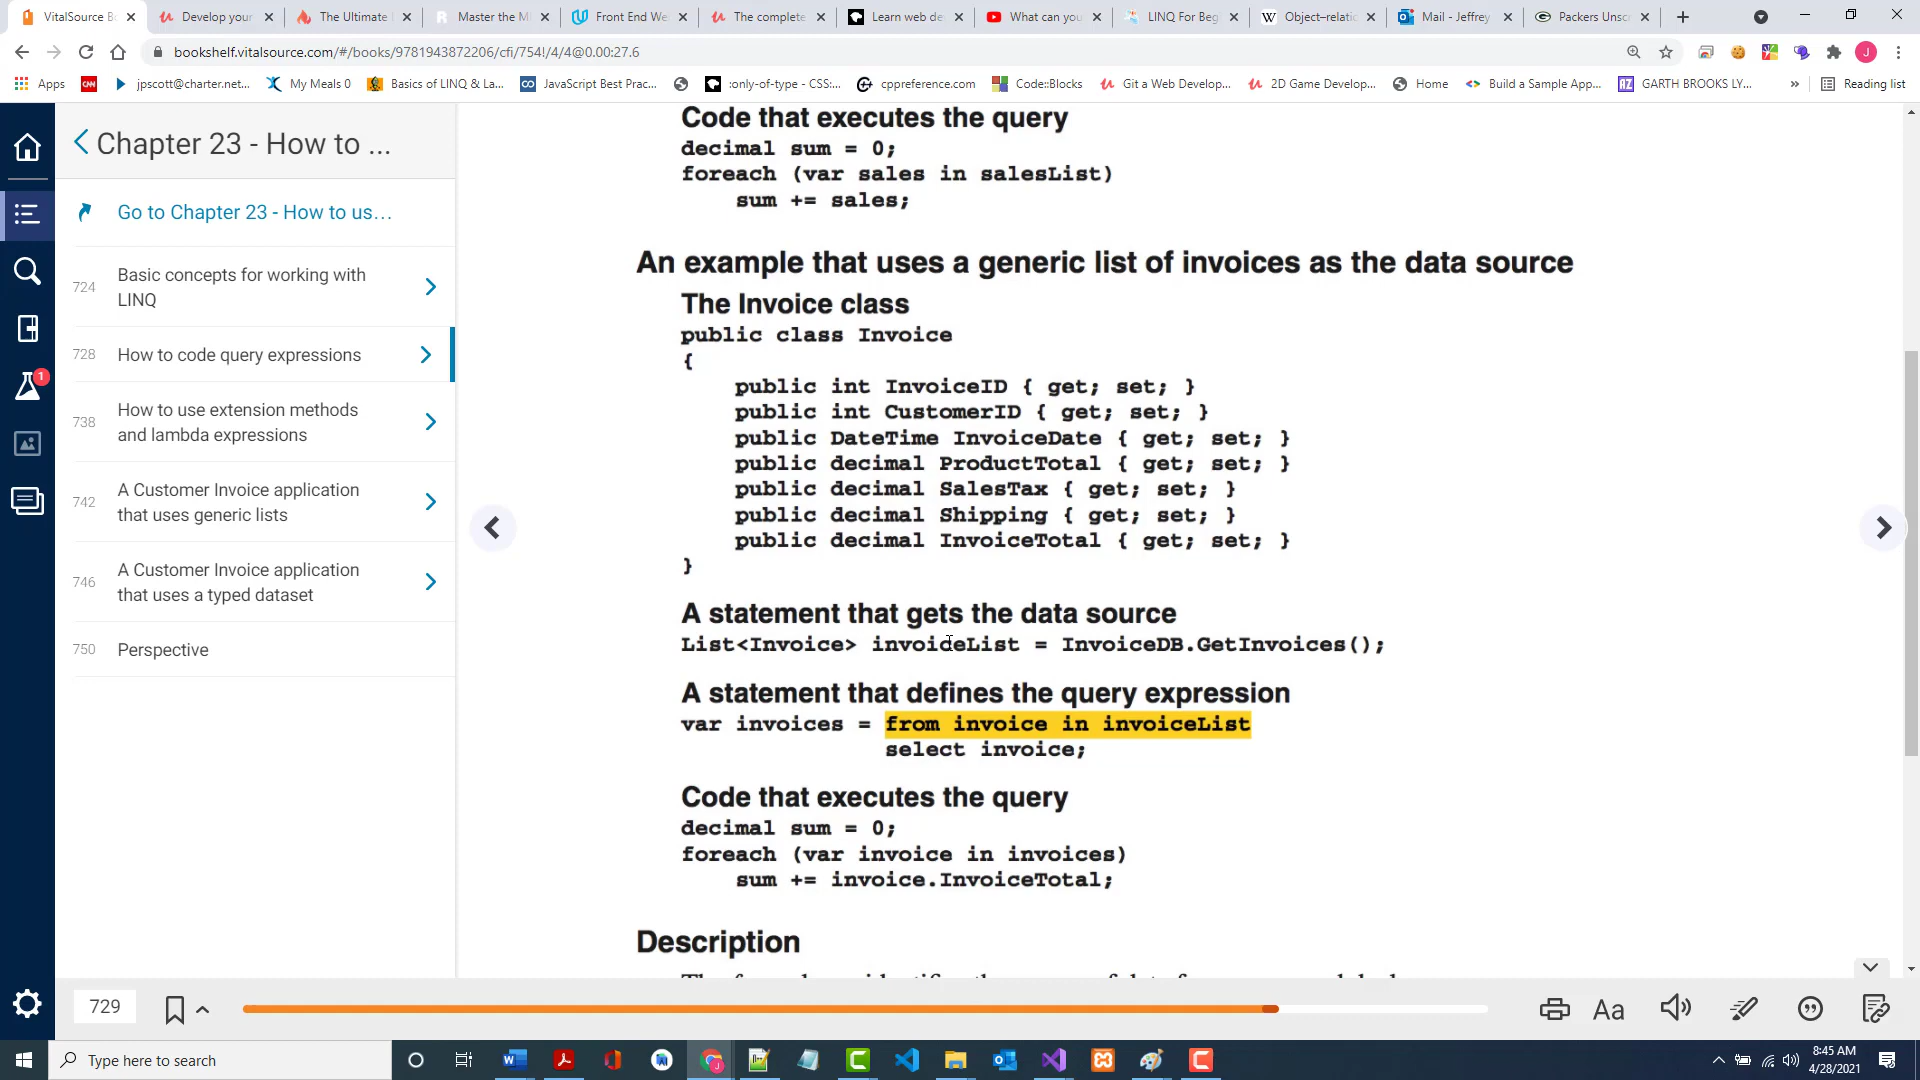 VitalSource Bo
Develop your
The Ultimate
Master the M
Front End We
The complete
Learn web de
What can you
LINQ For Beg
Object–relatio
Mail - Jeffrey
Packers Unsc
bookshelf.vitalsource.com/#/books/9781943872206/cfi/754!/4/4@0.00:27.6
J
Apps
CNN
jpscott@charter.net...
My Meals 0
Basics of LINQ & La...
JavaScript Best Prac...
:only-of-type - CSS:...
cppreference.com
Code::Blocks
Git a Web Develop...
2D Game Develop...
Home
Build a Sample App...
GARTH BROOKS LY...
»
Reading list
Chapter 23 - How to ...
Go to Chapter 23 - How to us...
724 Basic concepts for working with
LINQ
728 How to code query expressions
738 How to use extension methods
and lambda expressions
742 A Customer Invoice application
that uses generic lists
746 A Customer Invoice application
that uses a typed dataset
750 Perspective
1
Code that executes the query
decimal sum = 0;
foreach (var sales in salesList)
sum += sales;
An example that uses a generic list of invoices as the data source
The Invoice class
public class Invoice
{
public int InvoiceID { get; set; }
public int CustomerID { get; set; }
public DateTime InvoiceDate { get; set; }
public decimal ProductTotal { get; set; }
public decimal SalesTax { get; set; }
public decimal Shipping { get; set; }
public decimal InvoiceTotal { get; set; }
}
A statement that gets the data source
List<Invoice> invoiceList = InvoiceDB.GetInvoices();
A statement that defines the query expression
var invoices = from invoice in invoiceList
select invoice;
Code that executes the query
decimal sum = 0;
foreach (var invoice in invoices)
sum += invoice.InvoiceTotal;
Description
729
Aa
Type here to search
8:45 AM
4/28/2021